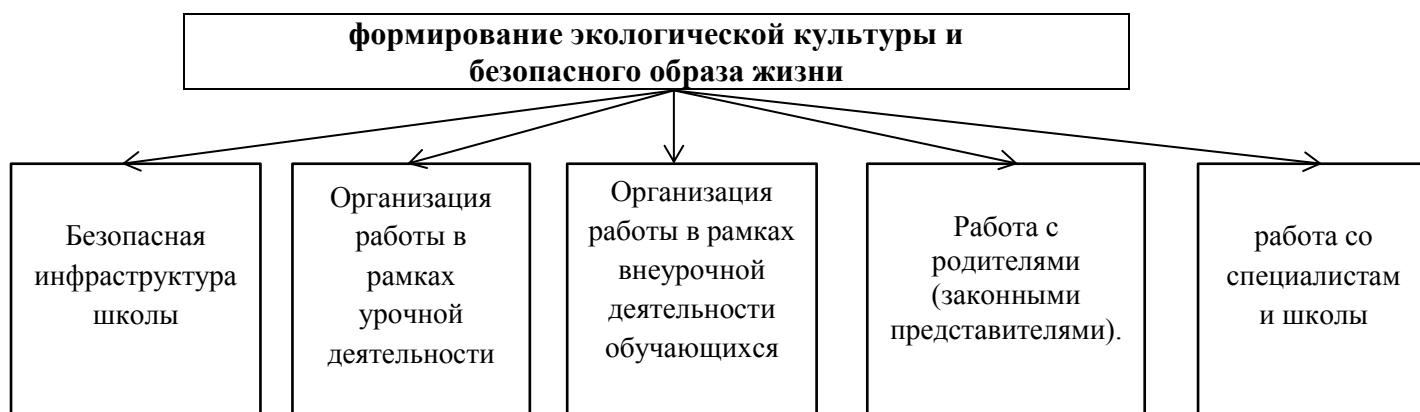 формирование экологической культуры и
безопасного образа жизни
Безопасная
инфраструктура
школы
Организация
работы в
рамках
урочной
деятельности
Организация
работы в рамках
внеурочной
деятельности
обучающихся
Работа с
родителями
(законными
представителями).
работа со
специалистам
и школы